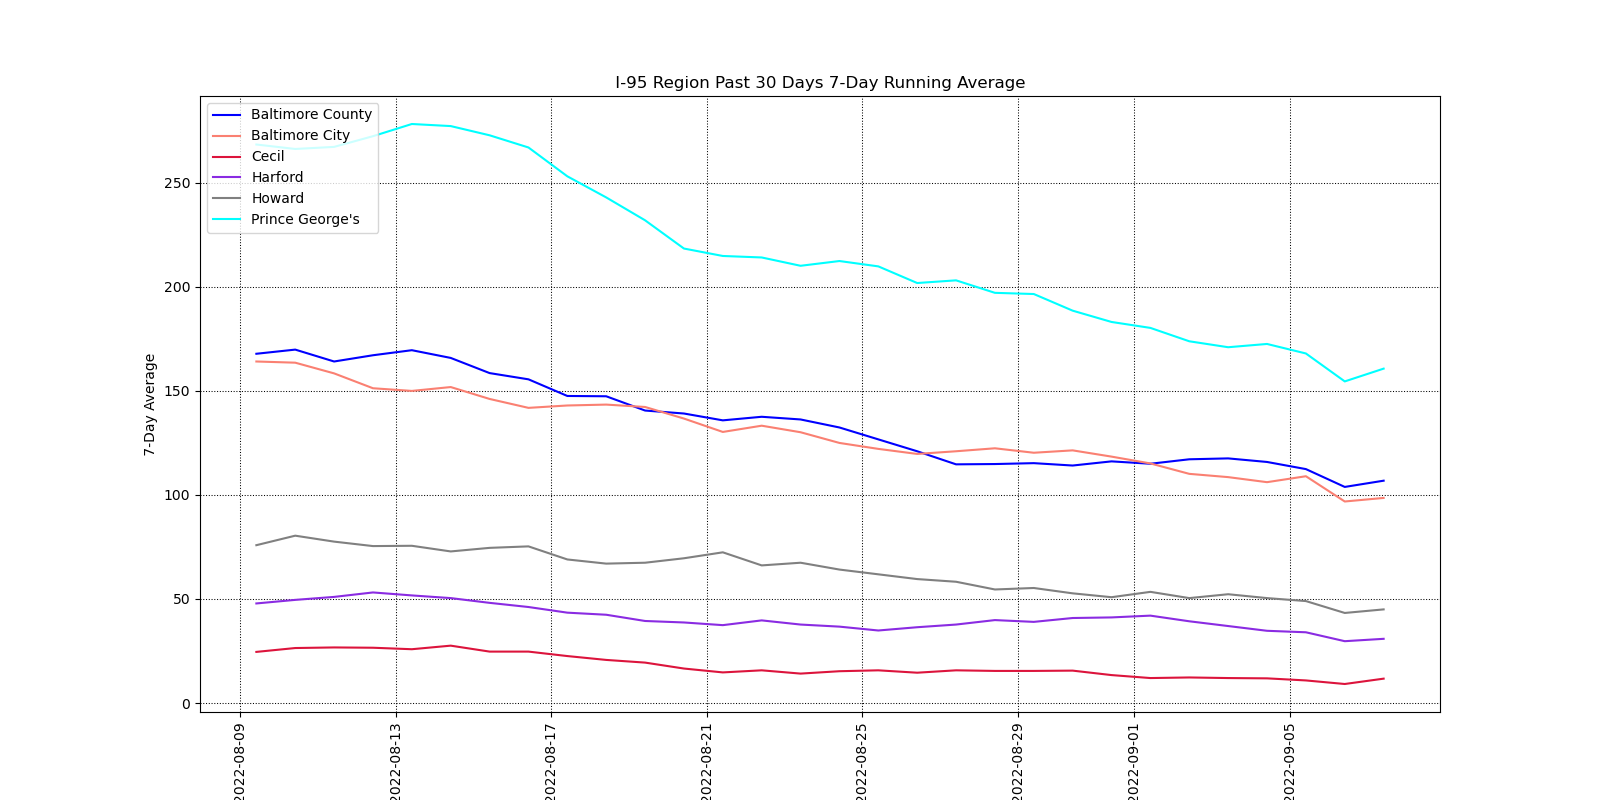 I-95 Region Past 30 Days 7-Day Running Average
Baltimore County
Baltimore City
Cecil
Harford
Howard
Prince George's
7-Day Average
250
200
150
100
50
0
2022-08-09
2022-08-13
2022-08-17
2022-08-21
2022-08-25
2022-08-29
2022-09-01
2022-09-05